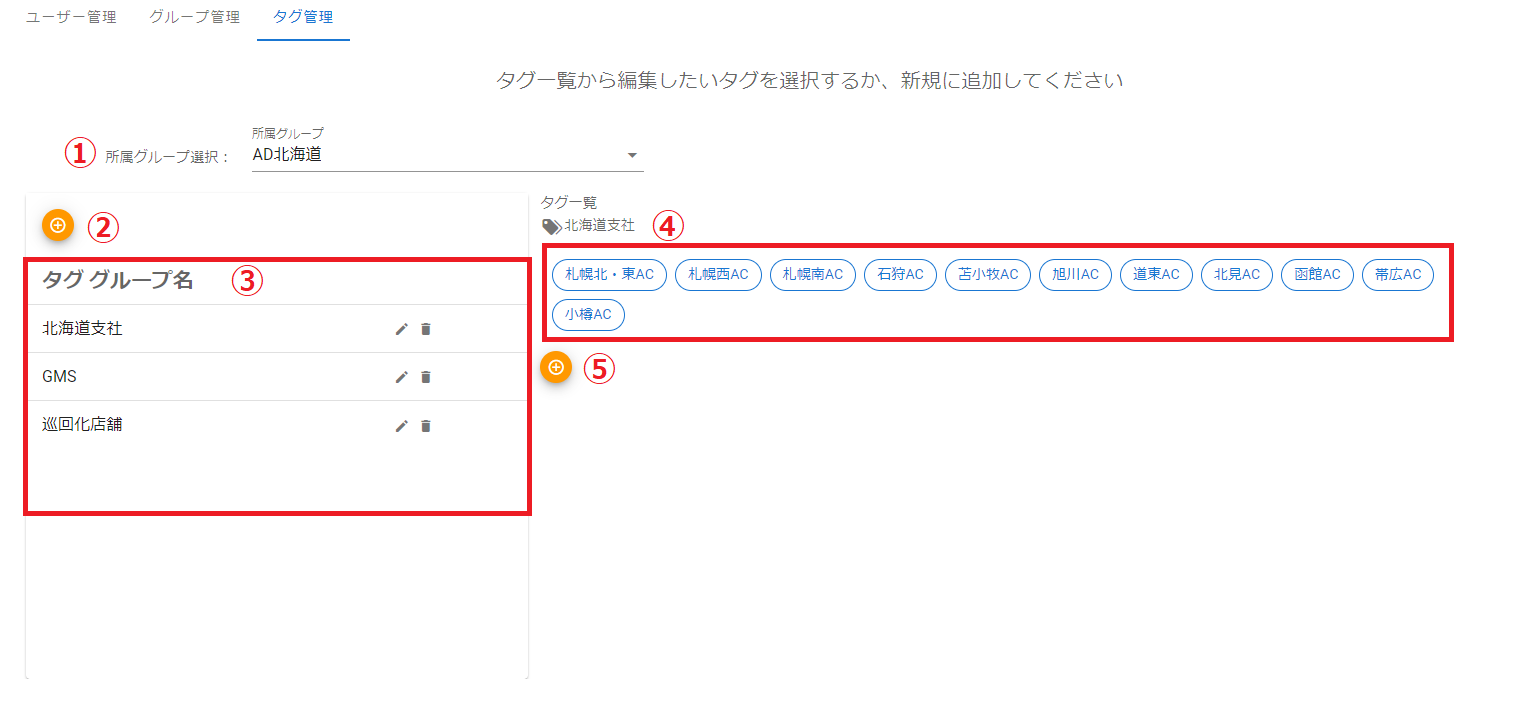 ユーザー管理 グループ管理 タグ管理
タグ一覧から編集したいタグを選択するか、新規に追加してください
所属グループ
① 所属グループ選択： AD北海道
タグ一覧
② 北海道支社 ④
タグ グループ名 ③
札幌北・東AC 札幌西AC 札幌南AC 石狩AC 苫小牧AC 旭川AC 道東AC 北見AC 函館AC 帯広AC
小樽AC
北海道支社
⑤
GMS
巡回化店舗